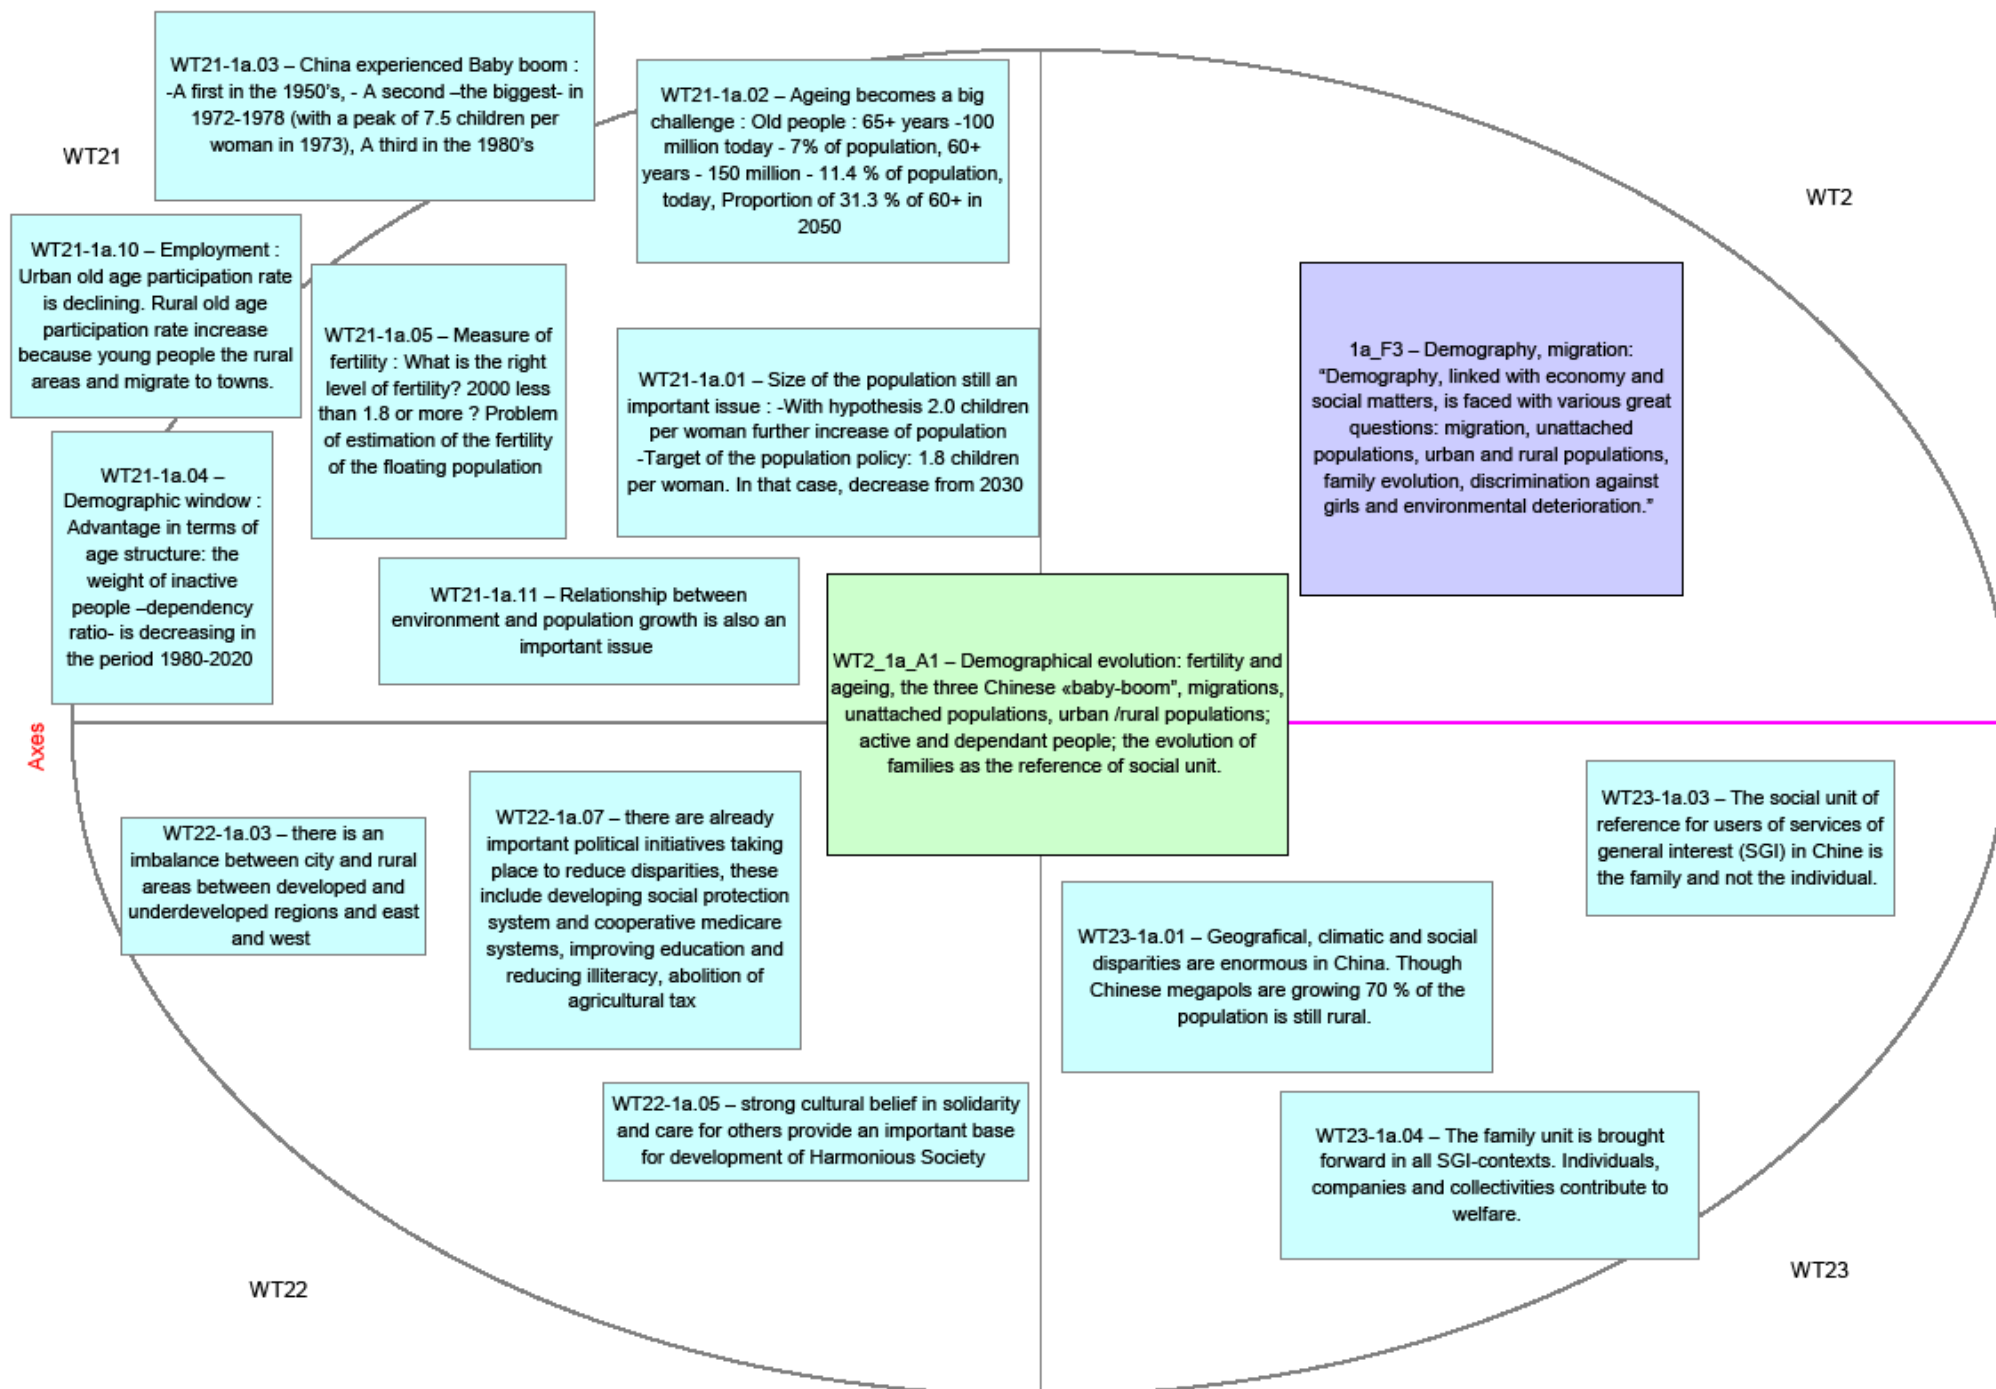 WT21-1a.03 – China experienced Baby boom :
-A first in the 1950's, - A second –the biggest- in
1972-1978 (with a peak of 7.5 children per
woman in 1973), A third in the 1980's
WT21-1a.02 – Ageing becomes a big
challenge : Old people : 65+ years -100
million today - 7% of population, 60+
years - 150 million - 11.4 % of population,
today, Proportion of 31.3 % of 60+ in
2050
WT21
WT2
WT21-1a.10 – Employment :
Urban old age participation rate
is declining. Rural old age
participation rate increase
because young people the rural
areas and migrate to towns.
WT21-1a.05 – Measure of
fertility : What is the right
level of fertility? 2000 less
than 1.8 or more ? Problem
of estimation of the fertility
of the floating population
WT21-1a.01 – Size of the population still an
important issue : -With hypothesis 2.0 children
per woman further increase of population
-Target of the population policy: 1.8 children
per woman. In that case, decrease from 2030
1a_F3 – Demography, migration:
“Demography, linked with economy and
social matters, is faced with various great
questions: migration, unattached
populations, urban and rural populations,
family evolution, discrimination against
girls and environmental deterioration.”
WT21-1a.04 –
Demographic window :
Advantage in terms of
age structure: the
weight of inactive
people –dependency
ratio- is decreasing in
the period 1980-2020
WT21-1a.11 – Relationship between
environment and population growth is also an
important issue
WT2_1a_A1 – Demographical evolution: fertility and
ageing, the three Chinese «baby-boom”, migrations,
unattached populations, urban /rural populations;
active and dependant people; the evolution of
families as the reference of social unit.
Axes
WT22-1a.03 – there is an
imbalance between city and rural
areas between developed and
underdeveloped regions and east
and west
WT22-1a.07 – there are already
important political initiatives taking
place to reduce disparities, these
include developing social protection
system and cooperative medicare
systems, improving education and
reducing illiteracy, abolition of
agricultural tax
WT23-1a.03 – The social unit of
reference for users of services of
general interest (SGI) in Chine is
the family and not the individual.
WT23-1a.01 – Geografical, climatic and social
disparities are enormous in China. Though
Chinese megapols are growing 70 % of the
population is still rural.
WT22-1a.05 – strong cultural belief in solidarity
and care for others provide an important base
for development of Harmonious Society
WT23-1a.04 – The family unit is brought
forward in all SGI-contexts. Individuals,
companies and collectivities contribute to
welfare.
WT22
WT23